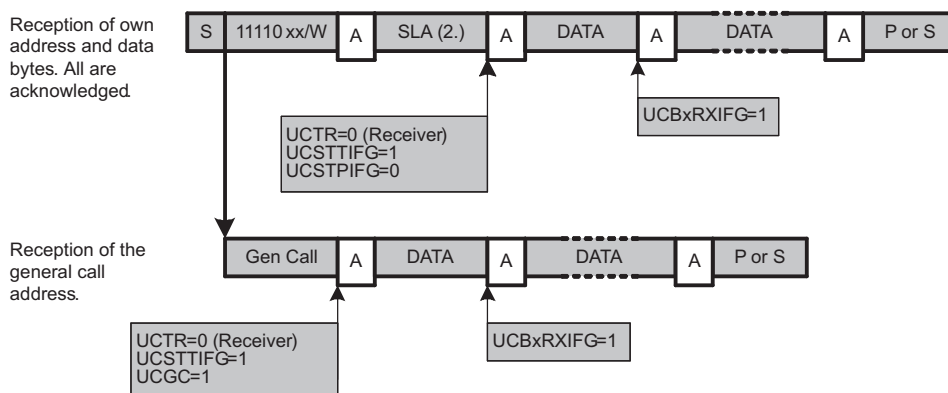 Reception of own
address and data
bytes. All are
acknowledged.
S 11110 xx/W A SLA (2.) A DATA A DATA A P or S
UCTR=0 (Receiver)
UCSTTIFG=1
UCSTPIFG=0
UCBxRXIFG=1
Reception of the
general call
address.
Gen Call A DATA A DATA A P or S
UCTR=0 (Receiver)
UCSTTIFG=1
UCGC=1
UCBxRXIFG=1